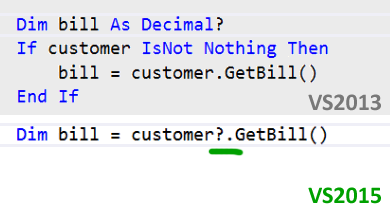 Dim bill As Decimal?
If customer IsNot Nothing Then
    bill = customer.GetBill()
End If
VS2013
Dim bill = customer?.GetBill()
VS2015